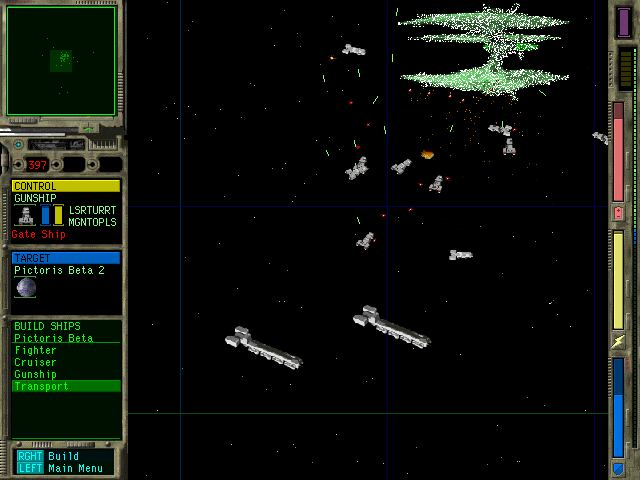 397
CONTROL
GUNSHIP
LSRTURRT
MGNTOPLS
Gata Ship
TARGET
Pictoris Beta 2
BUILD SHIPS
Pictoris Beta
Fighter
Cruiser
Gunship
Transport
RGHT Build
LEFT Main Menu